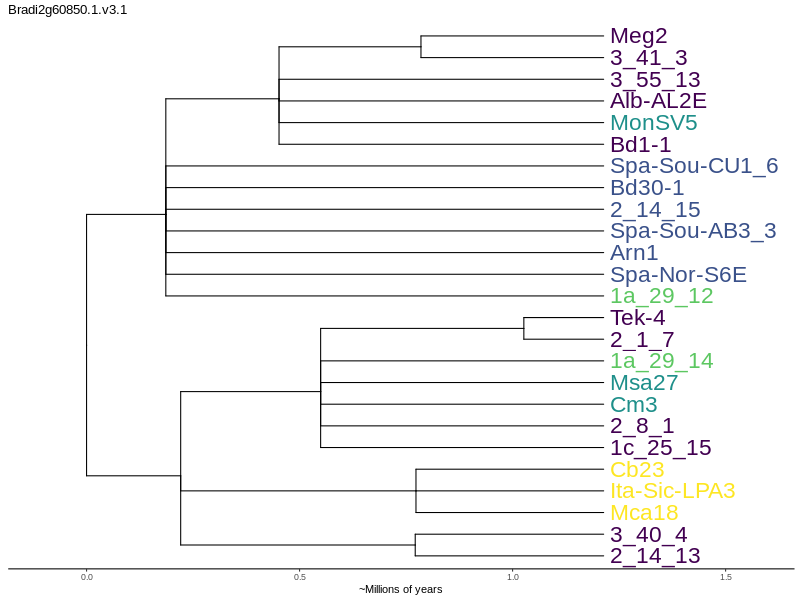 Bradi2g60850.1.v3.1
Meg2
3_41_3
3_55_13
Alb-AL2E
MonSV5
Bd1-1
Spa-Sou-CU1_6
Bd30-1
2_14_15
Spa-Sou-AB3_3
Arn1
Spa-Nor-S6E
1a_29_12
Tek-4
2_1_7
1a_29_14
Msa27
Cm3
2_8_1
1c_25_15
Cb23
Ita-Sic-LPA3
Mca18
3_40_4
2_14_13
0.0 0.5 1.0 1.5
~Millions of years